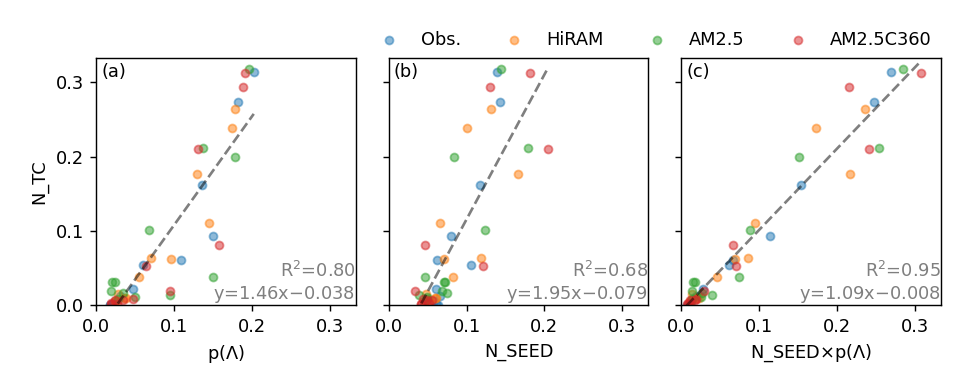 Obs. HiRAM AM2.5 AM2.5C360
(a) (b) (c)
0.3
0.2
N_TC
0.1
R²=0.80 R²=0.68 R²=0.95
y=1.46x−0.038 y=1.95x−0.079 y=1.09x−0.008
0.0
0.0 0.1 0.2 0.3 0.0 0.1 0.2 0.3 0.0 0.1 0.2 0.3
p(Λ) N_SEED N_SEED×p(Λ)